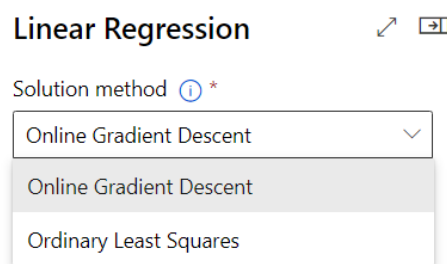 Linear Regression
Solution method *
Online Gradient Descent
Online Gradient Descent
Ordinary Least Squares